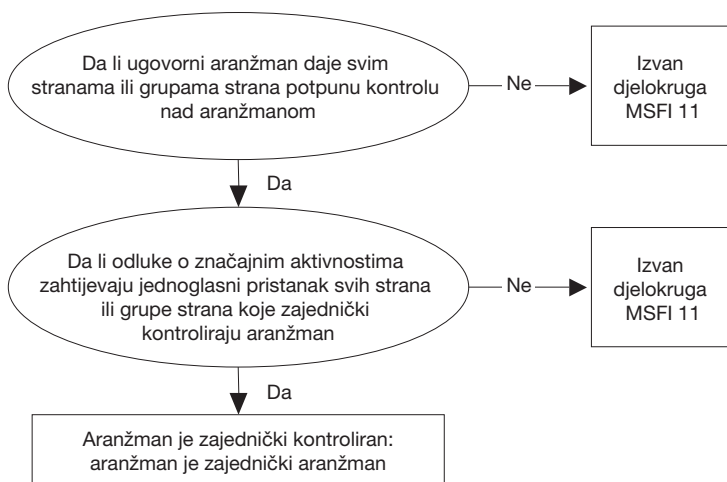 Da li ugovorni aranžman daje svim
stranama ili grupama strana potpunu kontrolu
nad aranžmanom
Ne
Izvan
djelokruga
MSFI 11
Da
Da li odluke o značajnim aktivnostima
zahtijevaju jednoglasni pristanak svih strana
ili grupe strana koje zajednički
kontroliraju aranžman
Ne
Izvan
djelokruga
MSFI 11
Da
Aranžman je zajednički kontroliran:
aranžman je zajednički aranžman